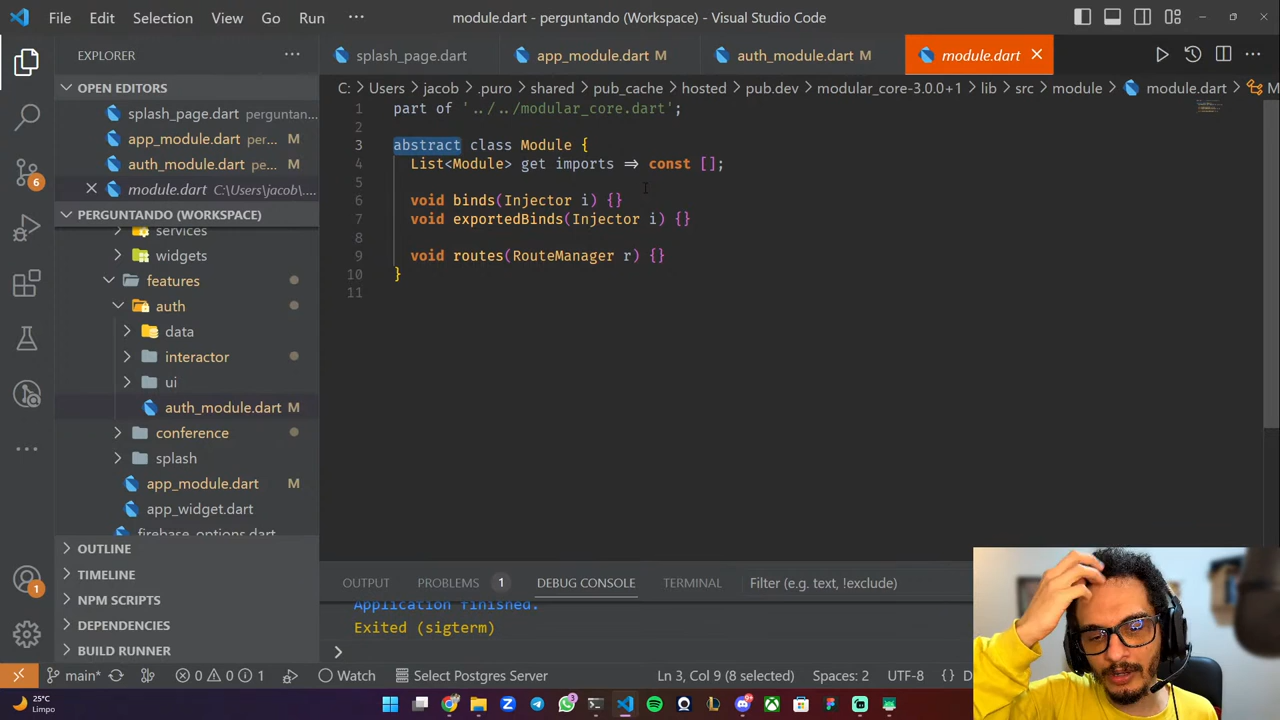 File Edit Selection View Go Run ··· module.dart - perguntando (Workspace) - Visual Studio Code
EXPLORER ···
splash_page.dart app_module.dart M auth_module.dart M module.dart
OPEN EDITORS
C: > Users > jacob > .puro > shared > pub_cache > hosted > pub.dev > modular_core-3.0.0+1 > lib > src > module > module.dart > M
splash_page.dart perguntan...
app_module.dart per... M
auth_module.dart per... M
module.dart C:\Users\jacob\....
PERGUNTANDO (WORKSPACE)
services
widgets
features
auth
data
interactor
ui
auth_module.dart M
conference
splash
app_module.dart M
app_widget.dart
firebase_options.dart
OUTLINE
TIMELINE
NPM SCRIPTS
DEPENDENCIES
BUILD RUNNER
6
1
1 part of '../../modular_core.dart';
2
3 abstract class Module {
4 List<Module> get imports => const [];
5
6 void binds(Injector i) {}
7 void exportedBinds(Injector i) {}
8
9 void routes(RouteManager r) {}
10 }
11
OUTPUT PROBLEMS 1 DEBUG CONSOLE TERMINAL Filter (e.g. text, !exclude)
Application finished.
Exited (sigterm)
>
main* 0 0 1 Watch Select Postgres Server Ln 3, Col 9 (8 selected) Spaces: 2 UTF-8 { } D
25°C
Limpo